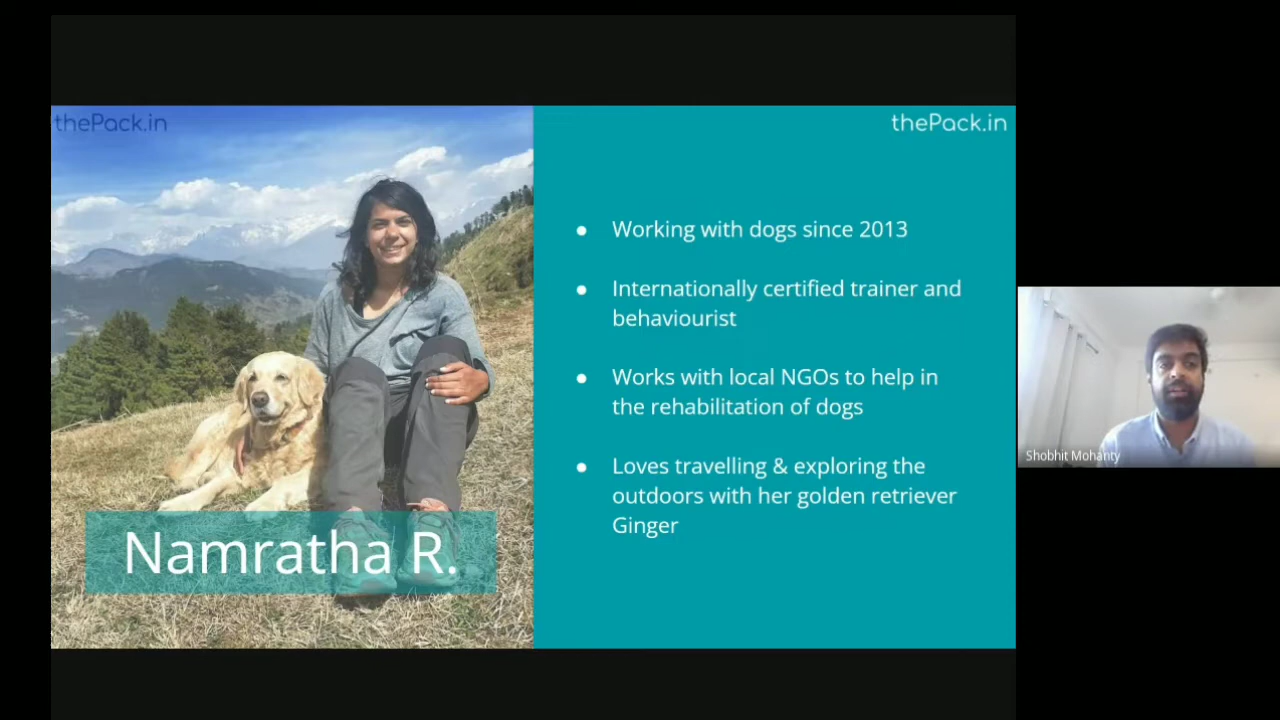 thePack.in
Namratha R.
thePack.in
● Working with dogs since 2013
● Internationally certified trainer and
behaviourist
● Works with local NGOs to help in
the rehabilitation of dogs
● Loves travelling & exploring the
outdoors with her golden retriever
Ginger
Shobhit Mohanty